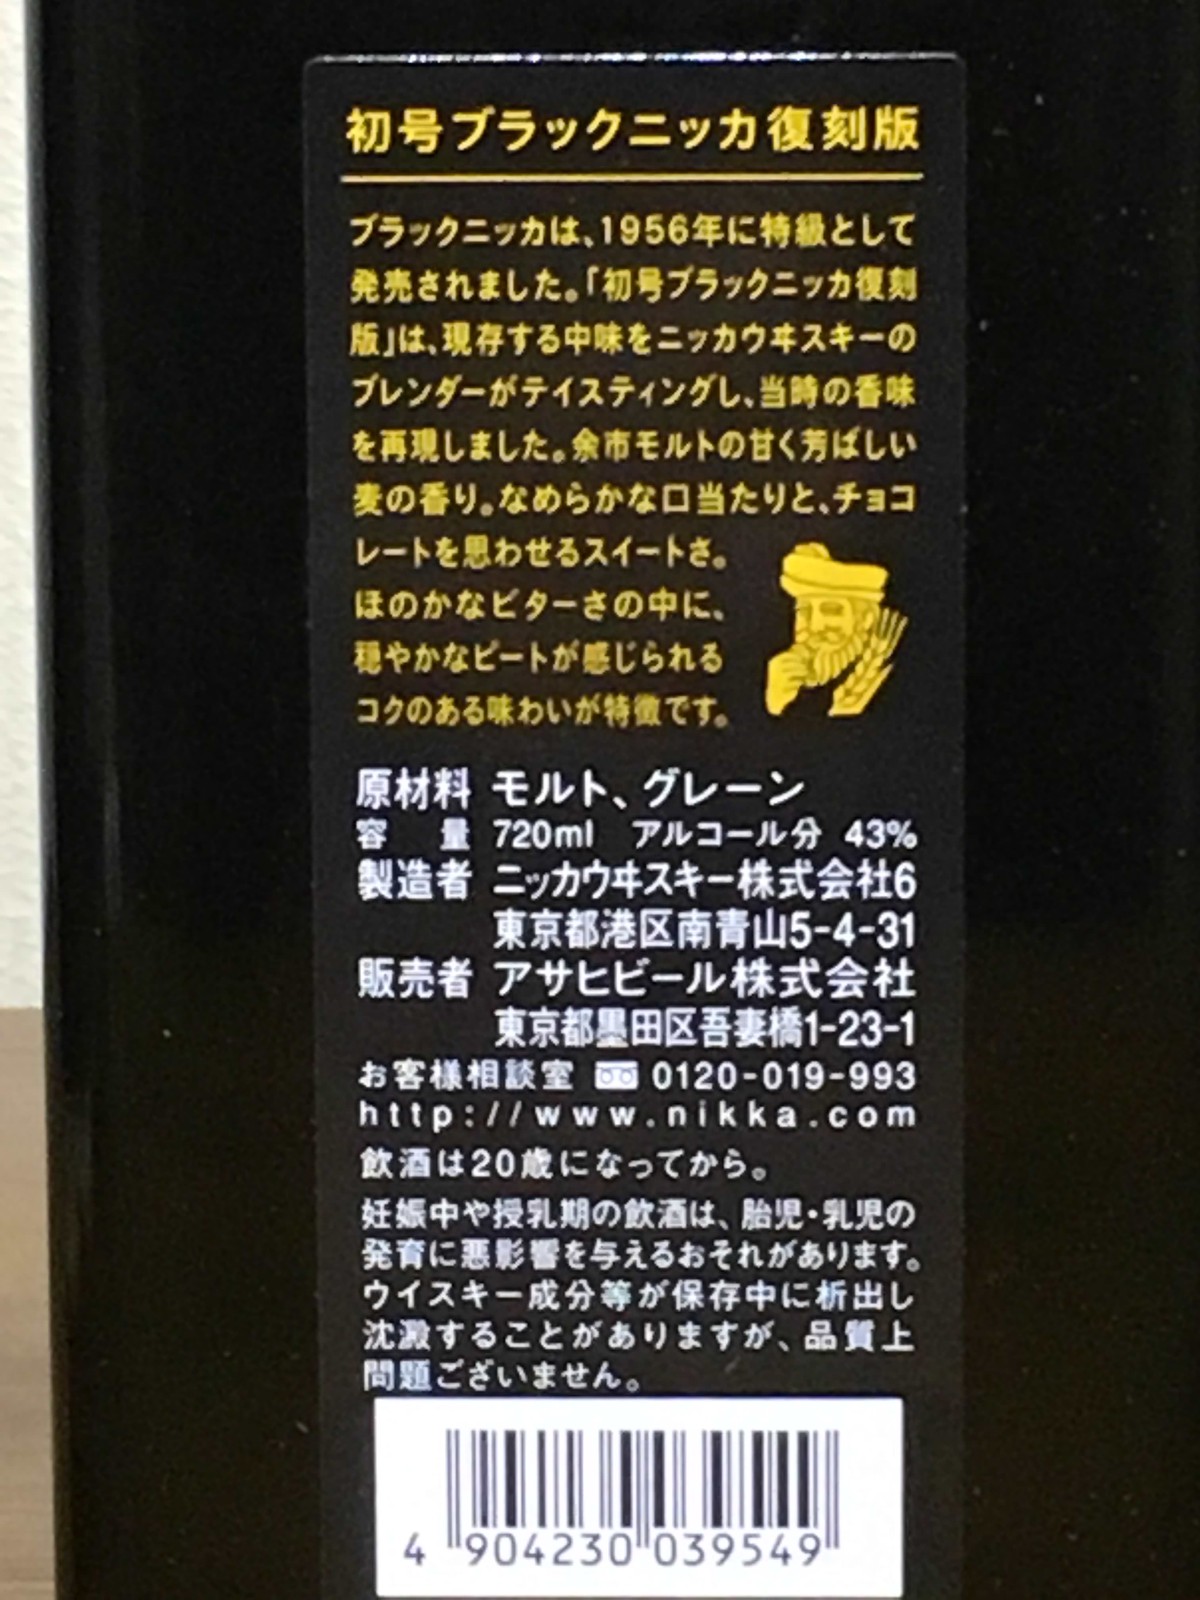 初号ブラックニッカ復刻版
ブラックニッカは、1956年に特級として
発売されました。「初号ブラックニッカ復刻
版」は、現存する中味をニッカウヰスキーの
ブレンダーがテイスティングし、当時の香味
を再現しました。余市モルトの甘く芳ばしい
麦の香り。なめらかな口当たりと、チョコ
レートを思わせるスイートさ。
ほのかなビターさの中に、
穏やかなピートが感じられる
コクのある味わいが特徴です。
原材料 モルト、グレーン
容 量 720ml アルコール分 43%
製造者 ニッカウヰスキー株式会社6
東京都港区南青山5-4-31
販売者 アサヒビール株式会社
東京都墨田区吾妻橋1-23-1
お客様相談室 0120-019-993
http://www.nikka.com
飲酒は20歳になってから。
妊娠中や授乳期の飲酒は、胎児・乳児の
発育に悪影響を与えるおそれがあります。
ウイスキー成分等が保存中に析出し
沈澱することがありますが、品質上
問題ございません。
4 904230 039549